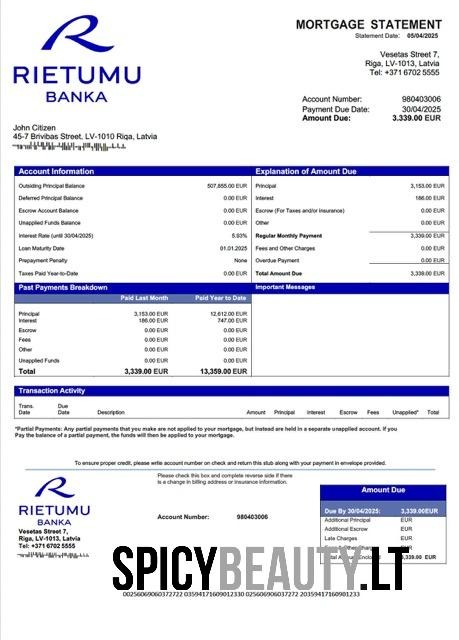 MORTGAGE STATEMENT
Statement Date: 05/04/2025
RIETUMU
BANKA
Vesetas Street 7,
Riga, LV-1013, Latvia
Tel: +371 6702 5555
Account Number: 980403006
Payment Due Date: 30/04/2025
Amount Due: 3.339.00 EUR
John Citizen
45-7 Brivibas Street, LV-1010 Riga, Latvia
Account Information
Outsiding Principal Balance 507,855.00 EUR
Deferred Principal Balance 0.00 EUR
Escrow Account Balance 0.00 EUR
Unapplied Funds Balance 0.00 EUR
Interest Rate (until 30/04/2025) 5.93%
Loan Maturity Date 01.01.2025
Prepayment Penalty None
Taxes Paid Year-to-Date 0.00 EUR
Explanation of Amount Due
Principal 3,153.00 EUR
Interest 186.00 EUR
Escrow (For Taxes and/or insurance) 0.00 EUR
Other 0.00 EUR
Regular Monthly Payment 3,339.00 EUR
Fees and Other Charges 0.00 EUR
Overdue Payment 0.00 EUR
Total Amount Due 3,339.00 EUR
Past Payments Breakdown
Paid Last Month Paid Year to Date
Principal 3,153.00 EUR 12,612.00 EUR
Interest 186.00 EUR 747.00 EUR
Escrow 0.00 EUR 0.00 EUR
Fees 0.00 EUR 0.00 EUR
Other 0.00 EUR 0.00 EUR
Unapplied Funds 0.00 EUR 0.00 EUR
Total 3,339.00 EUR 13,359.00 EUR
Important Messages
Transaction Activity
Trans. Date Due Date Description Amount Principal Interest Escrow Fees Unapplied* Total
*Partial Payments: Any partial payments that you make are not applied to your mortgage, but instead are held in a separate unapplied account. If you
Pay the balance of a partial payment, the funds will then be applied to your mortgage.
To ensure proper credit, please write account number on check and return this stub along with your payment in envelope provided.
RIETUMU
BANKA
Vesetas Street 7,
Riga, LV-1013, Latvia
Tel: +371 6702 5555
Please check this box and complete reverse side if there
is a change in billing address or insurance information.
Account Number: 980403006
Amount Due
Due By 30/04/2025: 3,339.00EUR
Additional Principal EUR
Additional Escrow EUR
Late Charges EUR
EUR
3,339.00 EUR
SPICYBEAUTY.LT
00256069060372722 03594171609012330 0256069060372722 20359417160901233